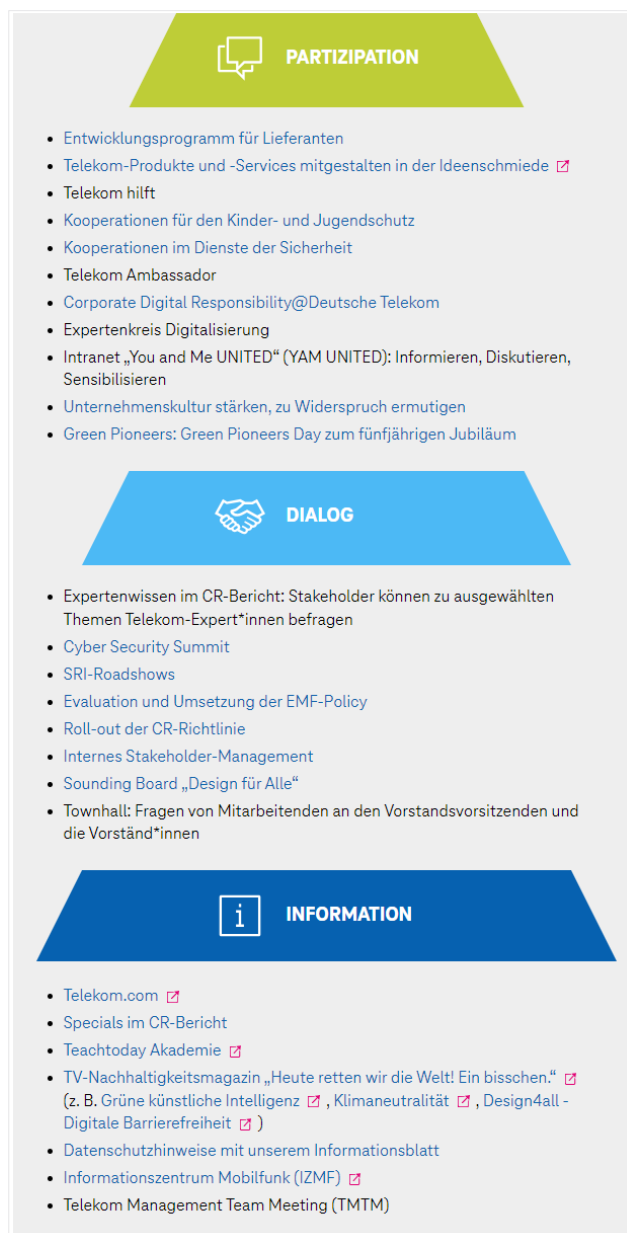 PARTIZIPATION
• Entwicklungsprogramm für Lieferanten
• Telekom-Produkte und -Services mitgestalten in der Ideenschmiede
• Telekom hilft
• Kooperationen für den Kinder- und Jugendschutz
• Kooperationen im Dienste der Sicherheit
• Telekom Ambassador
• Corporate Digital Responsibility@Deutsche Telekom
• Expertenkreis Digitalisierung
• Intranet „You and Me UNITED“ (YAM UNITED): Informieren, Diskutieren,
Sensibilisieren
• Unternehmenskultur stärken, zu Widerspruch ermutigen
• Green Pioneers: Green Pioneers Day zum fünfjährigen Jubiläum
DIALOG
• Expertenwissen im CR-Bericht: Stakeholder können zu ausgewählten
Themen Telekom-Expert*innen befragen
• Cyber Security Summit
• SRI-Roadshows
• Evaluation und Umsetzung der EMF-Policy
• Roll-out der CR-Richtlinie
• Internes Stakeholder-Management
• Sounding Board „Design für Alle“
• Townhall: Fragen von Mitarbeitenden an den Vorstandsvorsitzenden und
die Vorständ*innen
i INFORMATION
• Telekom.com
• Specials im CR-Bericht
• Teachtoday Akademie
• TV-Nachhaltigkeitsmagazin „Heute retten wir die Welt! Ein bisschen.“
(z. B. Grüne künstliche Intelligenz , Klimaneutralität , Design4all -
Digitale Barrierefreiheit )
• Datenschutzhinweise mit unserem Informationsblatt
• Informationszentrum Mobilfunk (IZMF)
• Telekom Management Team Meeting (TMTM)